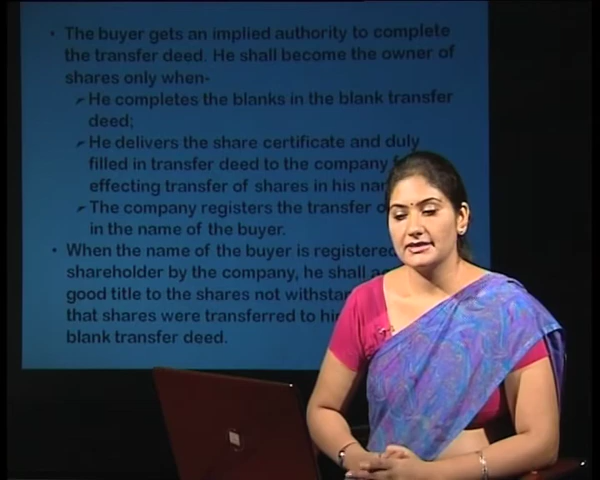 • The buyer gets an implied authority to complete
the transfer deed. He shall become the owner of
shares only when-
He completes the blanks in the blank transfer
deed;
He delivers the share certificate and duly
filled in transfer deed to the company
effecting transfer of shares in his
The company registers the transfer
in the name of the buyer.
• When the name of the buyer is registered
shareholder by the company, he shall
good title to the shares not
that shares were transferred to
blank transfer deed.